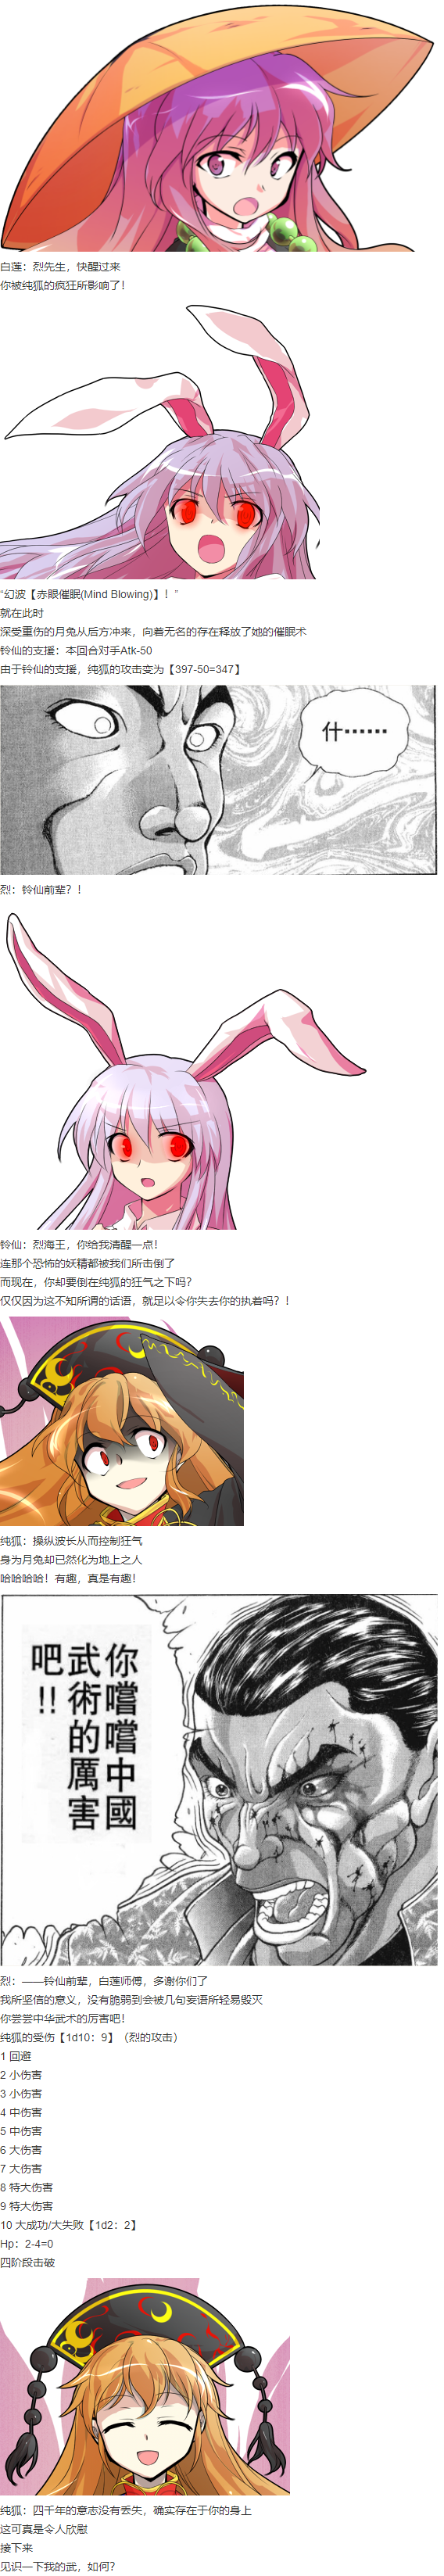 白莲：烈先生，快醒过来
你被纯狐的疯狂所影响了！
“幻波【赤眼催眠(Mind Blowing)】！”
就在此时
深受重伤的月兔从后方冲来，向着无名的存在释放了她的催眠术
铃仙的支援：本回合对手Atk-50
由于铃仙的支援，纯狐的攻击变为【397-50=347】
什……
烈：铃仙前辈？！
铃仙：烈海王，你给我清醒一点！
连那个恐怖的妖精都被我们所击倒了
而现在，你却要倒在纯狐的狂气之下吗？
仅仅因为这不知所谓的话语，就足以令你失去你的执着吗？！
纯狐：操纵波长从而控制狂气
身为月兔却已然化为地上之人
哈哈哈哈！有趣，真是有趣！
你嚐嚐中國
武術的厲害
吧!!
烈：——铃仙前辈，白莲师傅，多谢你们了
我所坚信的意义，没有脆弱到会被几句妄语所轻易毁灭
你尝尝中华武术的厉害吧！
纯狐的受伤【1d10：9】（烈的攻击）
1 回避
2 小伤害
3 小伤害
4 中伤害
5 中伤害
6 大伤害
7 大伤害
8 特大伤害
9 特大伤害
10 大成功/大失败【1d2：2】
Hp：2-4=0
四阶段击破
纯狐：四千年的意志没有丢失，确实存在于你的身上
这可真是令人欣慰
接下来
见识一下我的武，如何？